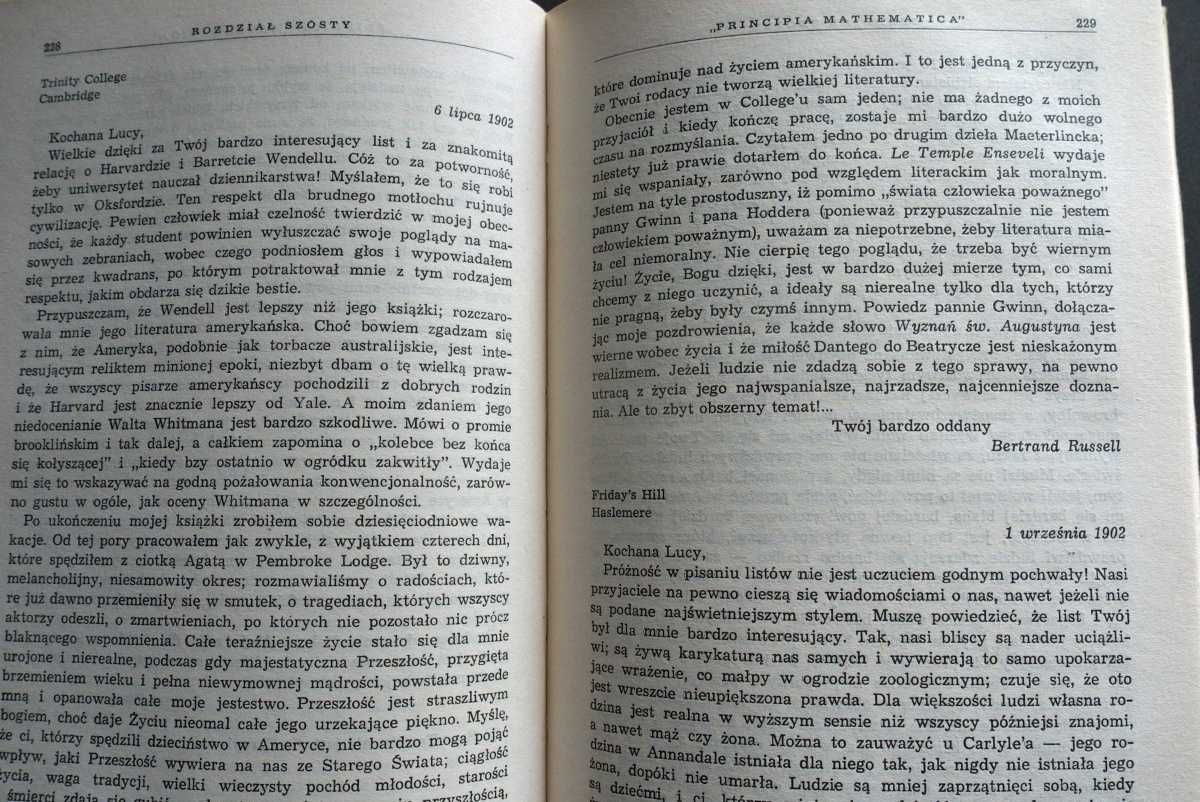 228
ROZDZIAŁ SZÓSTY
Trinity College
Cambridge
6 lipca 1902
Kochana Lucy,
Wielkie dzięki za Twój bardzo interesujący list i za znakomitą
relację o Harvardzie i Barretcie Wendellu. Cóż to za potworność,
żeby uniwersytet nauczał dziennikarstwa! Myślałem, że to się robi
tylko w Oksfordzie. Ten respekt dla brudnego motłochu rujnuje
cywilizację. Pewien człowiek miał czelność twierdzić w mojej obec-
ności, że każdy student powinien wyłuszczać swoje poglądy na ma-
sowych zebraniach, wobec czego podniosłem głos i wypowiadałem
się przez kwadrans, po którym potraktował mnie z tym rodzajem
respektu, jakim obdarza się dzikie bestie.
Przypuszczam, że Wendell jest lepszy niż jego książki; rozczaro-
wała mnie jego literatura amerykańska. Choć bowiem zgadzam się
z nim, że Ameryka, podobnie jak torbacze australijskie, jest inte-
resującym reliktem minionej epoki, niezbyt dbam o tę wielką praw-
dę, że wszyscy pisarze amerykańscy pochodzili z dobrych rodzin
i że Harvard jest znacznie lepszy od Yale. A moim zdaniem jego
niedocenianie Walta Whitmana jest bardzo szkodliwe. Mówi o promie
brooklińskim i tak dalej, a całkiem zapomina o „kolebce bez końca
się kołyszącej” i „kiedy bzy ostatnio w ogródku zakwitły”. Wydaje
mi się to wskazywać na godną pożałowania konwencjonalność, zarów-
no gustu w ogóle, jak oceny Whitmana w szczególności.
Po ukończeniu mojej książki zrobiłem sobie dziesięciodniowe wa-
kacje. Od tej pory pracowałem jak zwykle, z wyjątkiem czterech dni,
które spędziłem z ciotką Agatą w Pembroke Lodge. Był to dziwny,
melancholijny, niesamowity okres; rozmawialiśmy o radościach, któ-
re już dawno przemieniły się w smutek, o tragediach, których wszyscy
aktorzy odeszli, o zmartwieniach, po których nie pozostało nic prócz
blaknącego wspomnienia. Całe teraźniejsze życie stało się dla mnie
urojone i nierealne, podczas gdy majestatyczna Przeszłość, przygięta
brzemieniem wieku i pełna niewymownej mądrości, powstała przede
mną i opanowała całe moje jestestwo. Przeszłość jest straszliwym
bogiem, choć daje Życiu nieomal całe jego urzekające piękno. Myślę,
że ci, którzy spędzili dzieciństwo w Ameryce, nie bardzo mogą pojąć
wpływ, jaki Przeszłość wywiera na nas ze Starego Świata; ciągłość
życia, waga tradycji, wielki wieczysty pochód młodości, starości
śmierci zdają się przyszłością,
„PRINCIPIA MATHEMATICA”
229
które dominuje nad życiem amerykańskim. I to jest jedną z przyczyn,
że Twoi rodacy nie tworzą wielkiej literatury.
Obecnie jestem w College'u sam jeden; nie ma żadnego z moich
przyjaciół i kiedy kończę pracę, zostaje mi bardzo dużo wolnego
czasu na rozmyślania. Czytałem jedno po drugim dzieła Maeterlincka;
niestety już prawie dotarłem do końca. Le Temple Enseveli wydaje
mi się wspaniały, zarówno pod względem literackim jak moralnym.
Jestem na tyle prostoduszny, iż pomimo „świata człowieka poważnego”
panny Gwinn i pana Hoddera (ponieważ przypuszczalnie nie jestem
człowiekiem poważnym), uważam za niepotrzebne, żeby literatura mia-
ła cel niemoralny. Nie cierpię tego poglądu, że trzeba być wiernym
życiu! Życie, Bogu dzięki, jest w bardzo dużej mierze tym, co sami
chcemy z niego uczynić, a ideały są nierealne tylko dla tych, którzy
nie pragną, żeby były czymś innym. Powiedz pannie Gwinn, dołącza-
jąc moje pozdrowienia, że każde słowo Wyznań św. Augustyna jest
wierne wobec życia i że miłość Dantego do Beatrycze jest nieskażonym
realizmem. Jeżeli ludzie nie zdadzą sobie z tego sprawy, na pewno
utracą z życia jego najwspanialsze, najrzadsze, najcenniejsze dozna-
nia. Ale to zbyt obszerny temat!...
Twój bardzo oddany
Bertrand Russell
Friday's Hill
Haslemere
1 września 1902
Kochana Lucy,
Próżność w pisaniu listów nie jest uczuciem godnym pochwały! Nasi
przyjaciele na pewno cieszą się wiadomościami o nas, nawet jeżeli nie
są podane najświetniejszym stylem. Muszę powiedzieć, że list Twój
był dla mnie bardzo interesujący. Tak, nasi bliscy są nader uciążli-
wi; są żywą karykaturą nas samych i wywierają to samo upokarza-
jące wrażenie, co małpy w ogrodzie zoologicznym; czuje się, że oto
jest wreszcie nieupiększona prawda. Dla większości ludzi własna ro-
dzina jest realna w wyższym sensie niż wszyscy późniejsi znajomi,
a nawet mąż czy żona. Można to zauważyć u Carlyle'a — jego ro-
dzina w Annandale istniała dla niego tak, jak nigdy nie istniała jego
żona, dopóki nie umarła. Ludzie są mniej zaprzątnięci sobą, kiedy
są dziećmi, i ci, którzy